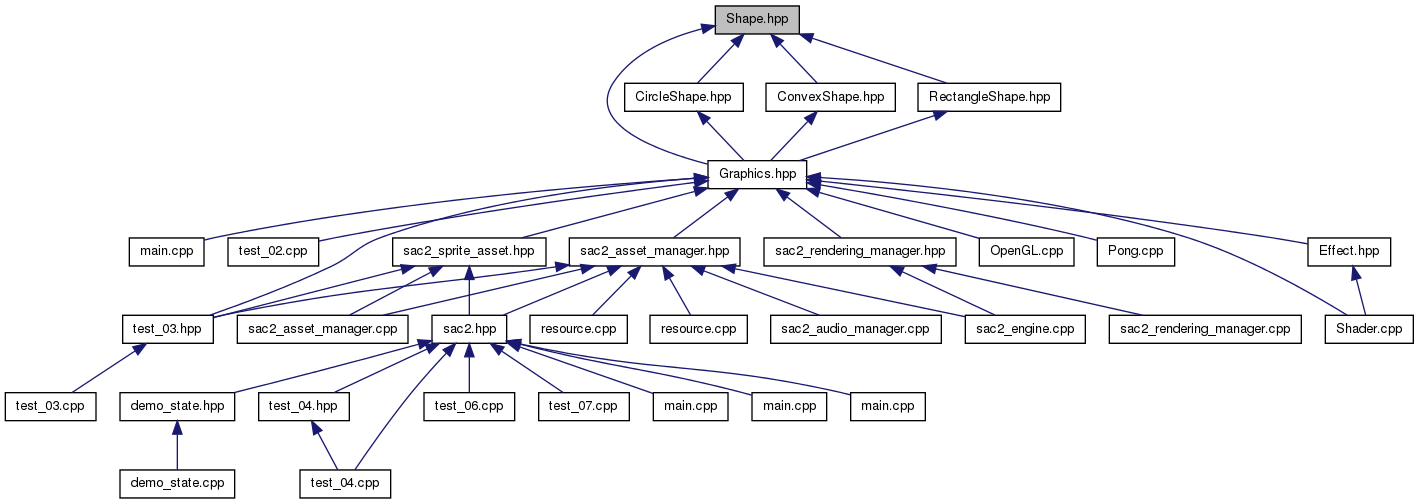 Shape.hpp
CircleShape.hpp
ConvexShape.hpp
RectangleShape.hpp
Graphics.hpp
main.cpp
test_02.cpp
sac2_sprite_asset.hpp
sac2_asset_manager.hpp
sac2_rendering_manager.hpp
OpenGL.cpp
Pong.cpp
Effect.hpp
test_03.hpp
sac2_asset_manager.cpp
sac2.hpp
resource.cpp
resource.cpp
sac2_audio_manager.cpp
sac2_engine.cpp
sac2_rendering_manager.cpp
Shader.cpp
test_03.cpp
demo_state.hpp
test_04.hpp
test_06.cpp
test_07.cpp
main.cpp
main.cpp
main.cpp
demo_state.cpp
test_04.cpp